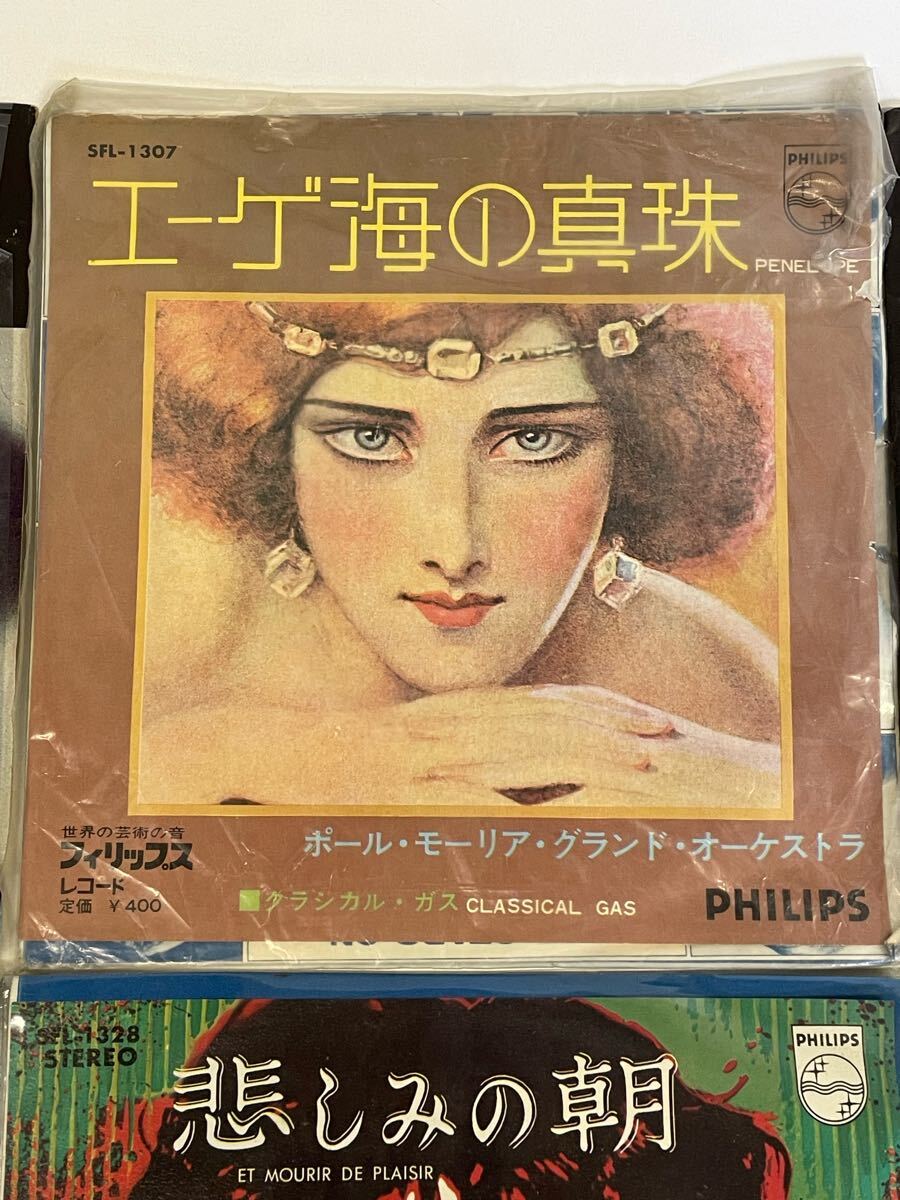 SFL-1307
PHILIPS
エーゲ海の真珠
世界の芸術の音
フィリップス
レコード
定価 ¥400
ポール・モーリア・グランド・オーケストラ
クラシカル・ガス CLASSICAL GAS
PHILIPS
SFL-1328
STEREO
PHILIPS
悲しみの朝
ET MOURIR DE PLAISIR